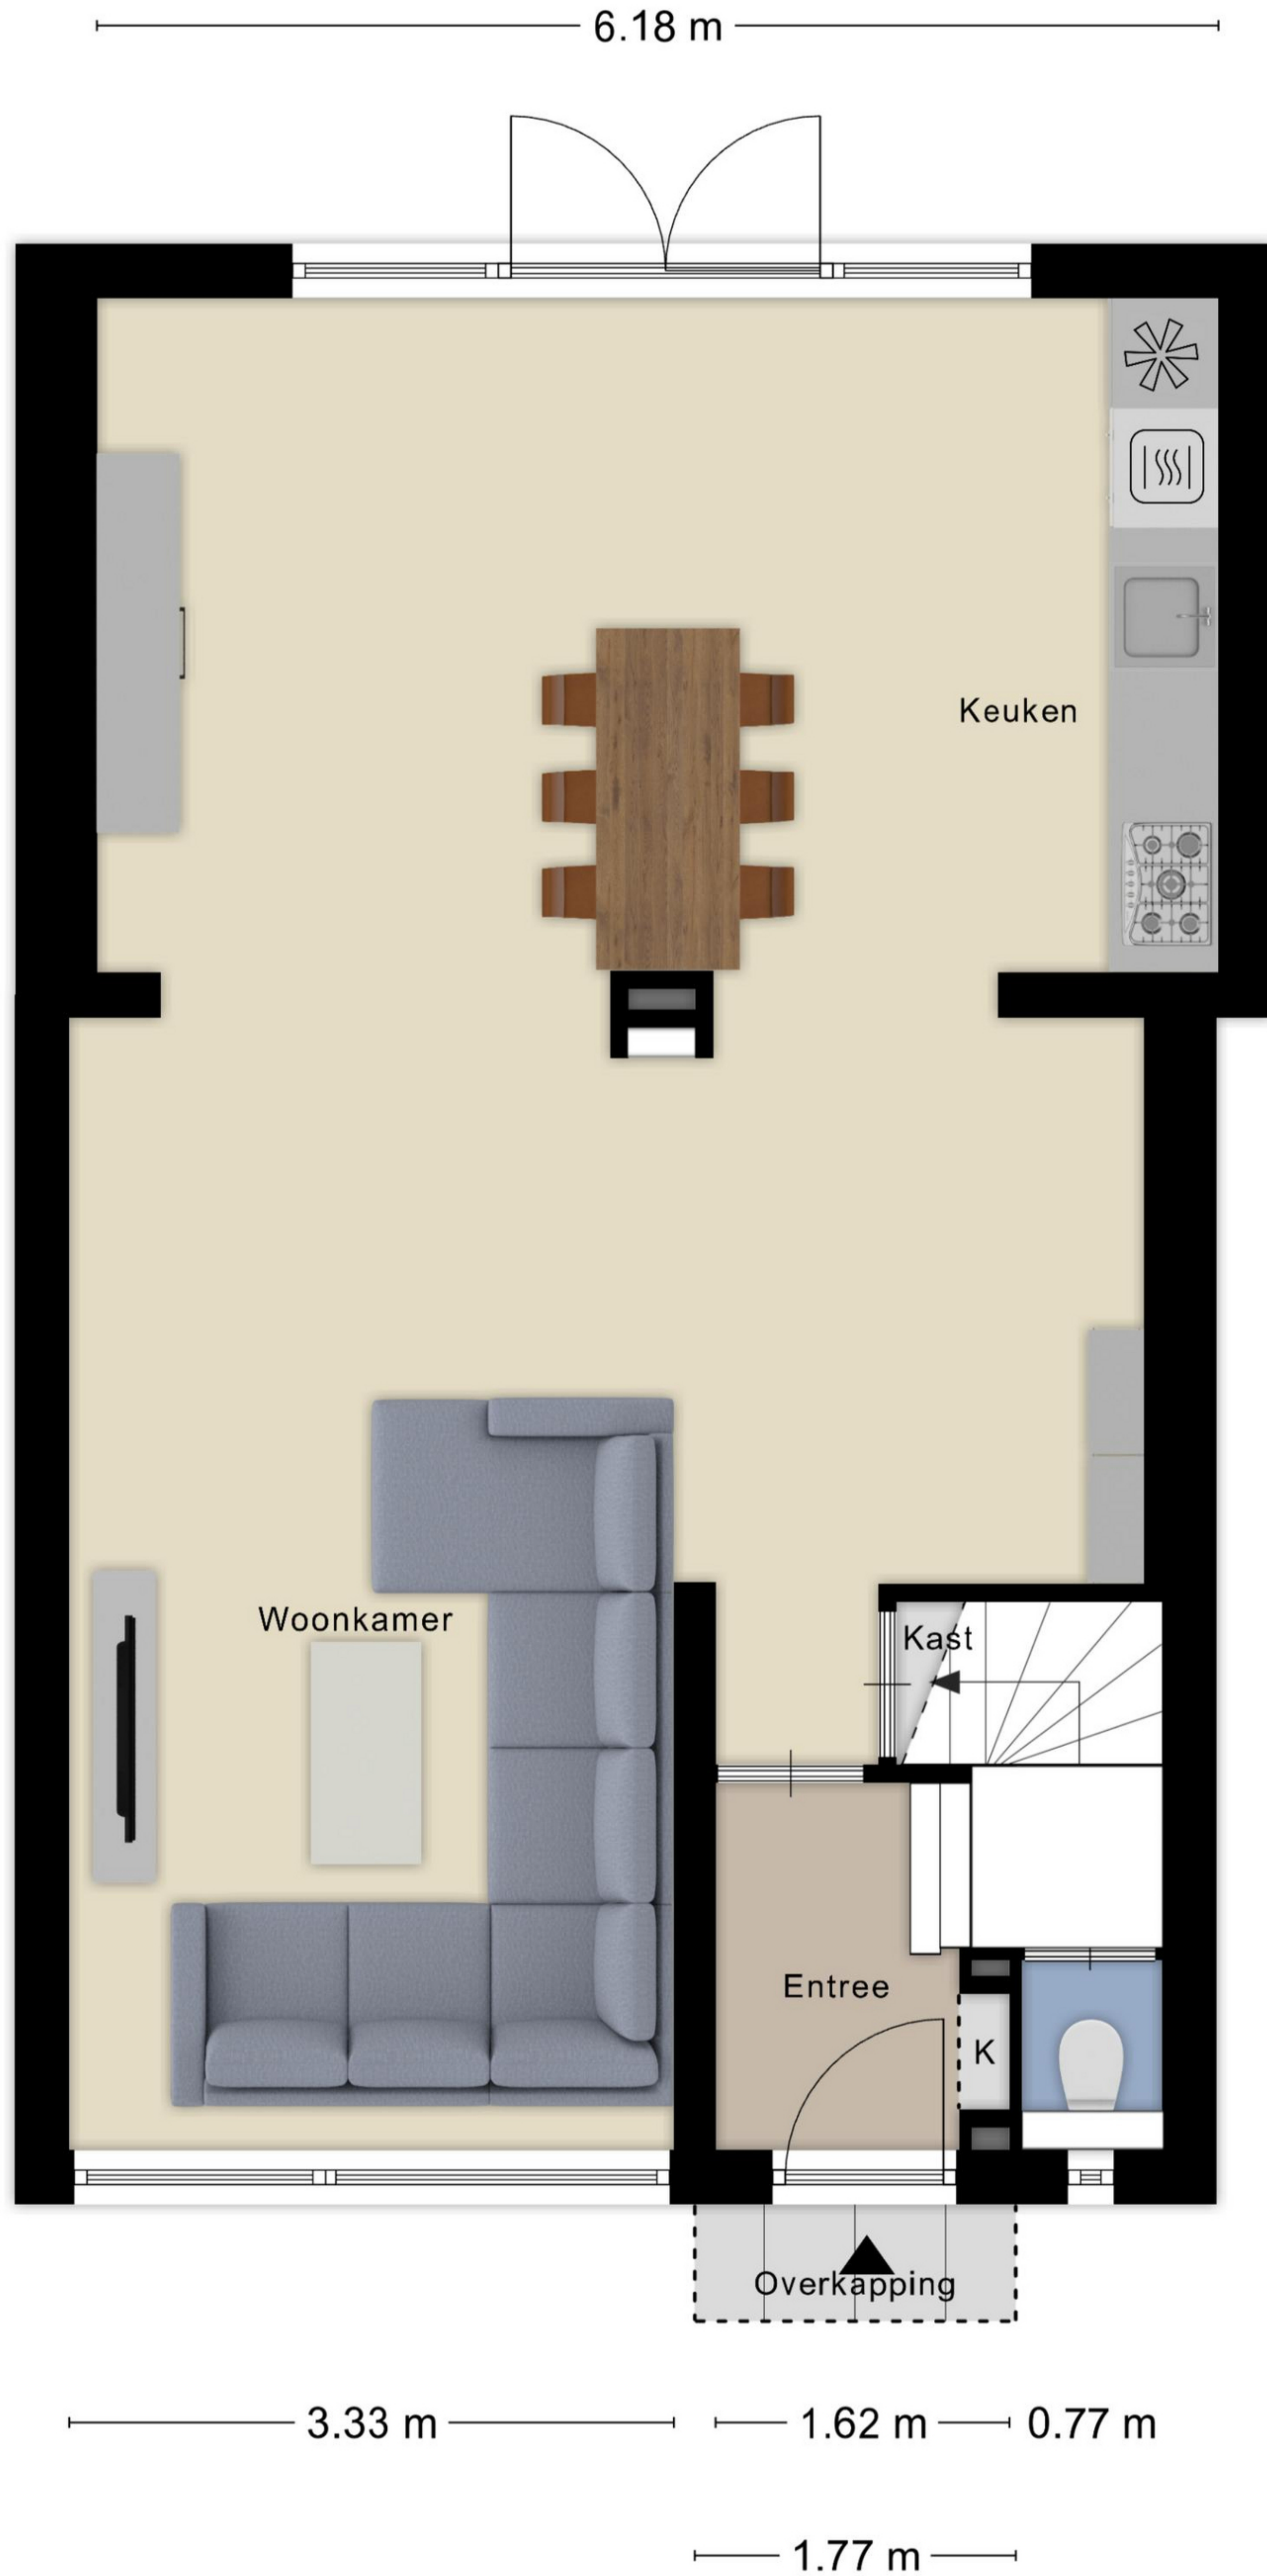 6.18 m
Keuken
Woonkamer
Kast
Entree
K
Overkapping
3.33 m
1.62 m
0.77 m
1.77 m